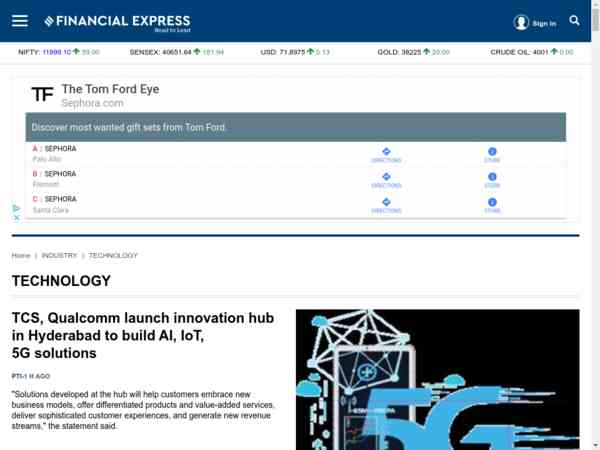 FINANCIAL EXPRESS
Read to Lead
Sign In
NIFTY: 11999.10 59.00 SENSEX: 40651.64 181.94 USD: 71.8975 0.13 GOLD: 38225 20.00 CRUDE OIL: 4001 0.00
TF The Tom Ford Eye
Sephora.com
Discover most wanted gift sets from Tom Ford.
A : SEPHORA
Palo Alto
DIRECTIONS STORE
B : SEPHORA
Fremont
DIRECTIONS STORE
C : SEPHORA
Santa Clara
DIRECTIONS STORE
Home | INDUSTRY | TECHNOLOGY
TECHNOLOGY
TCS, Qualcomm launch innovation hub
in Hyderabad to build AI, IoT,
5G solutions
PTI-1 H AGO
"Solutions developed at the hub will help customers embrace new
business models, offer differentiated products and value-added services,
deliver sophisticated customer experiences, and generate new revenue
streams," the statement said.
5G